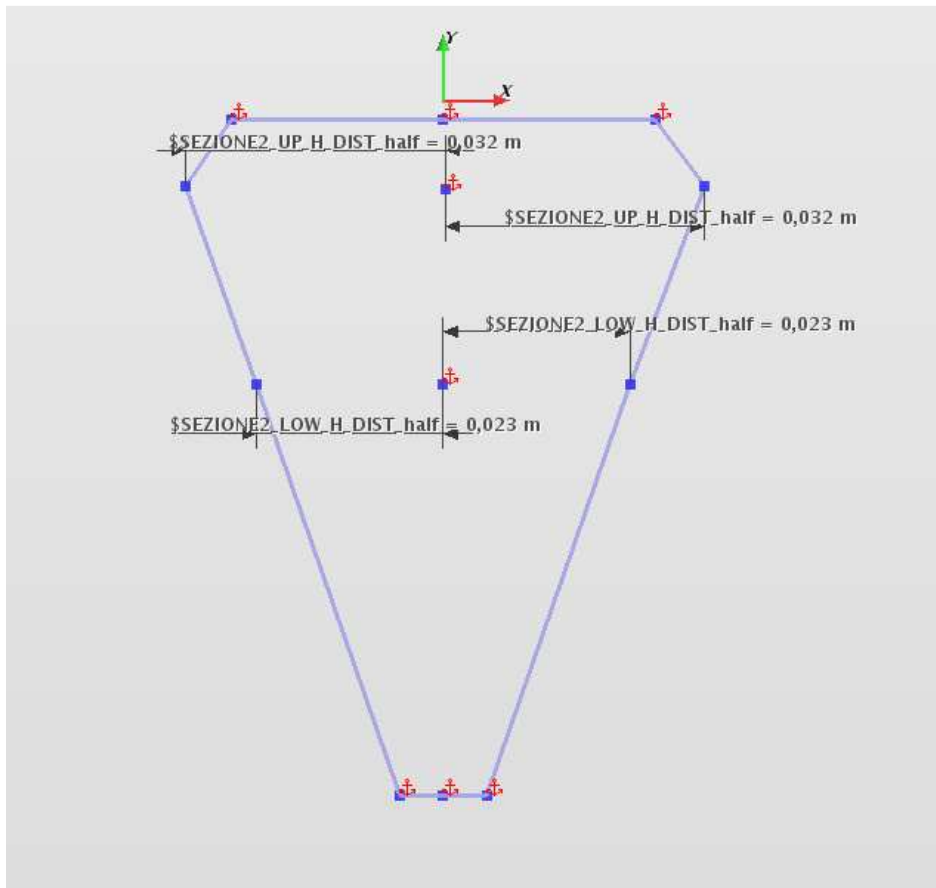 Y
X
$SEZIONE2_UP_H_DIST_half = 0,032 m
$SEZIONE2_UP_H_DIST_half = 0,032 m
$SEZIONE2_LOW_H_DIST_half = 0,023 m
$SEZIONE2_LOW_H_DIST_half = 0,023 m